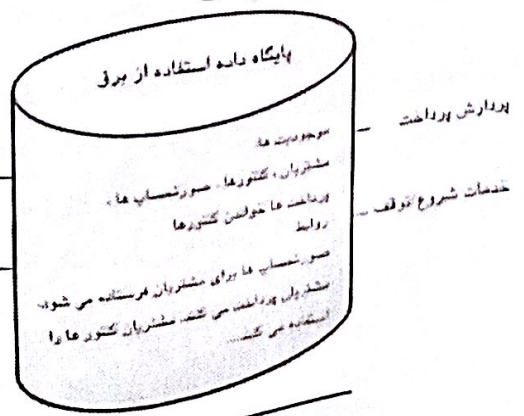 پایگاه داده استفاده از برق
موجودیت ها:
مشتریان، کنتورها، صورتحساب ها،
پرداخت ها خواندن کنتورها
روابط
صورتحساب ها برای مشتریان فرستاده می شود،
مشتریان پرداخت می کنند، مشتریان کنتور ها را
استفاده می کنند....
پردازش پرداخت
خدمات شروع/توقف